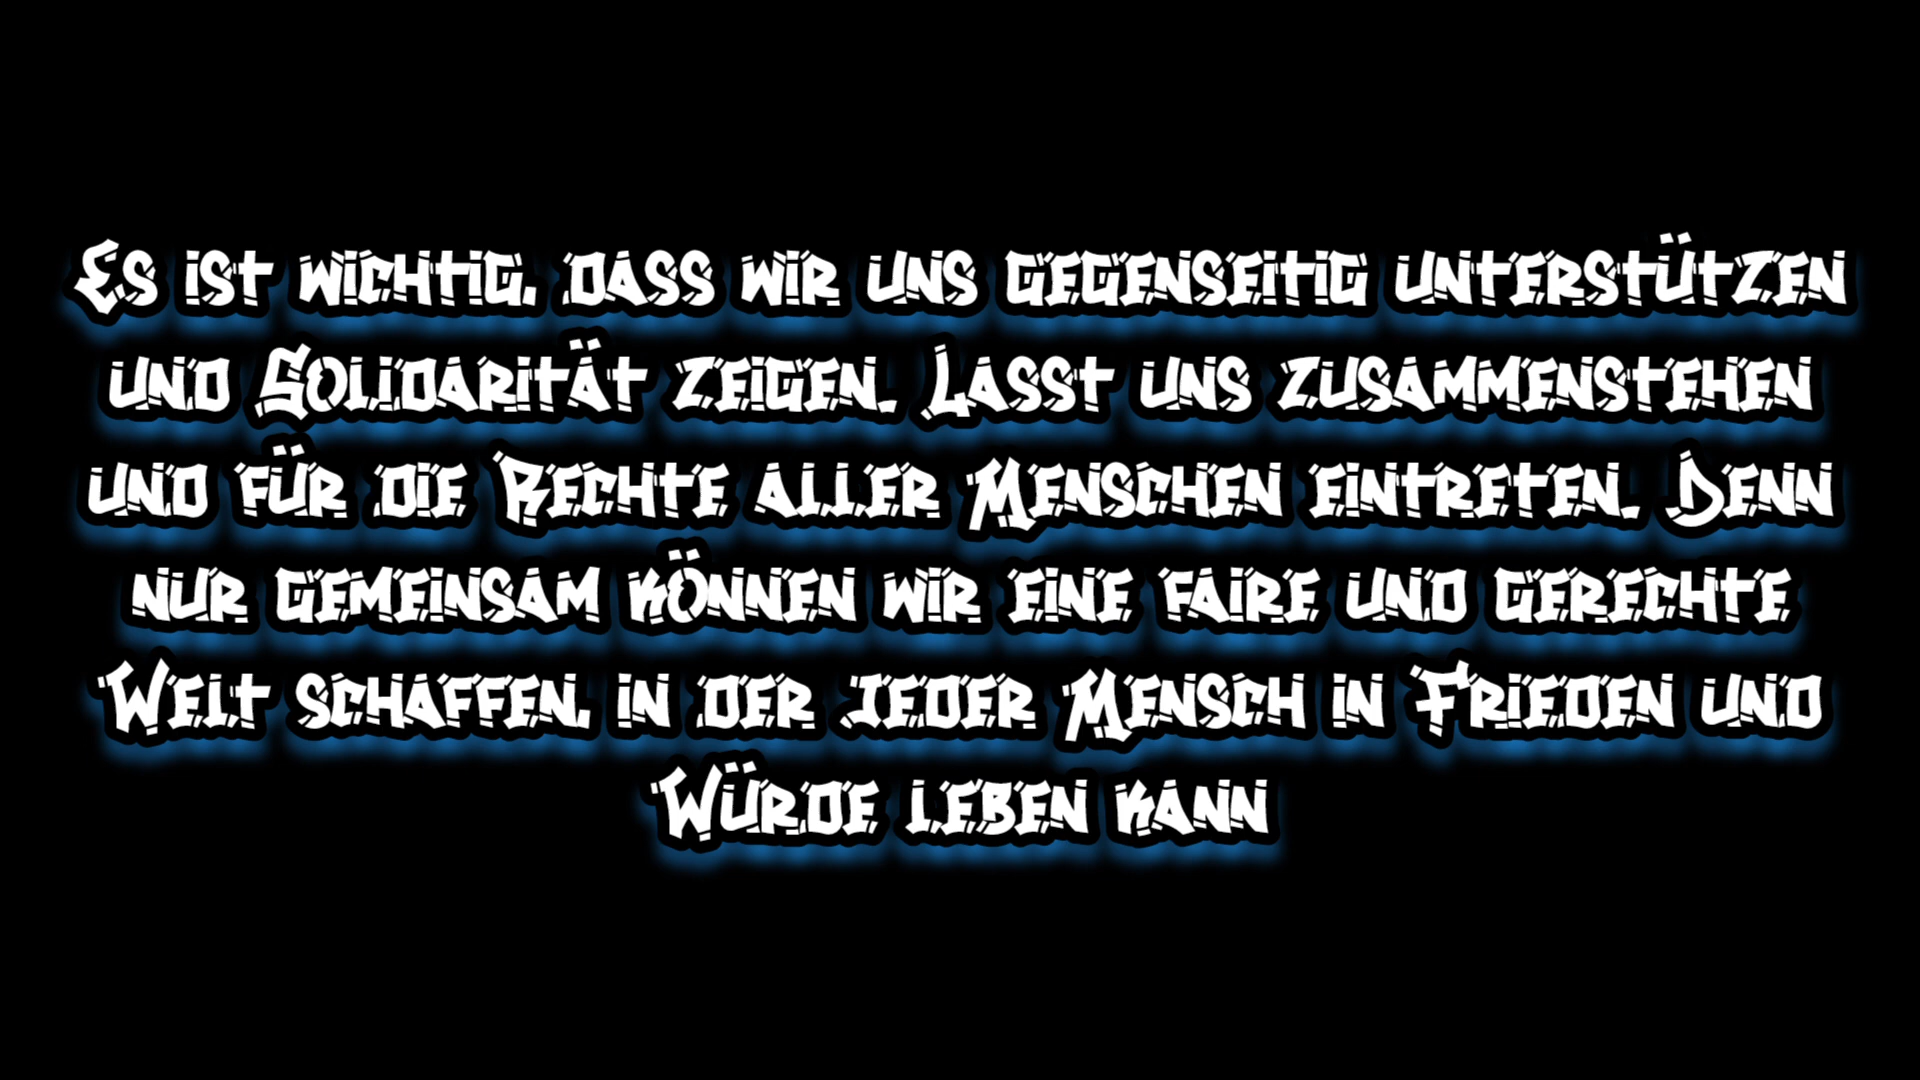 Es ist wichtig, dass wir uns gegenseitig unterstützen
und Solidarität zeigen. Lasst uns zusammenstehen
und für die Rechte aller Menschen eintreten. Denn
nur gemeinsam können wir eine faire und gerechte
Welt schaffen, in der jeder Mensch in Frieden und
Würde leben kann